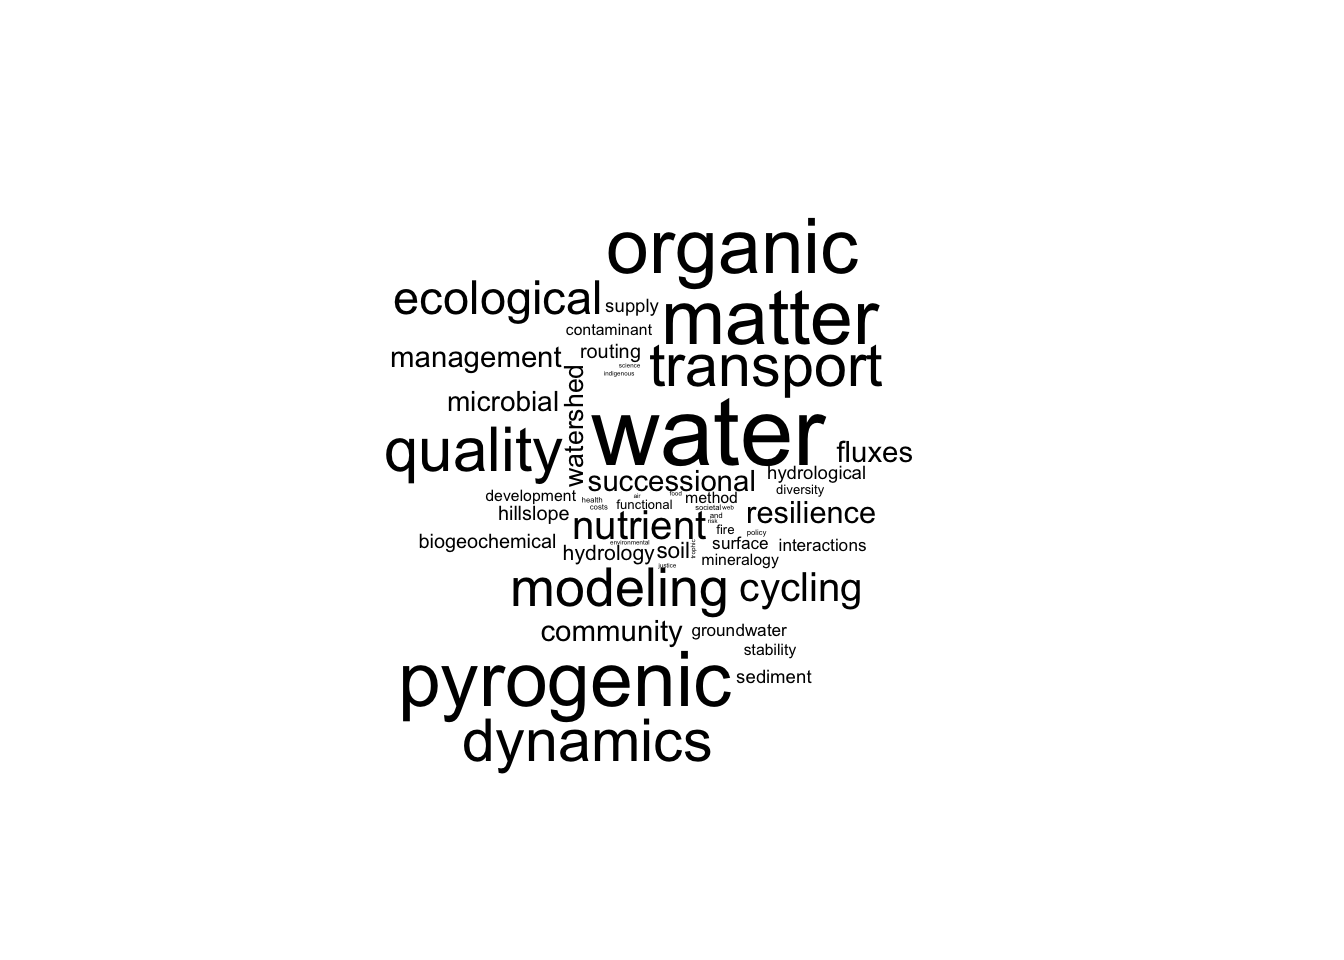 organic
ecological
supply
matter
contaminant
management
routing
transport
science
indigenous
watershed
microbial
water
quality
fluxes
hydrological
successional
diversity
development
health
air
food
method
functional
costs
societal
web
hillslope
nutrient
and
risk
resilience
fire
policy
biogeochemical
environmental
hydrology
soil
trophic
surface
interactions
mineralogy
justice
modeling
cycling
community
groundwater
stability
pyrogenic
sediment
dynamics